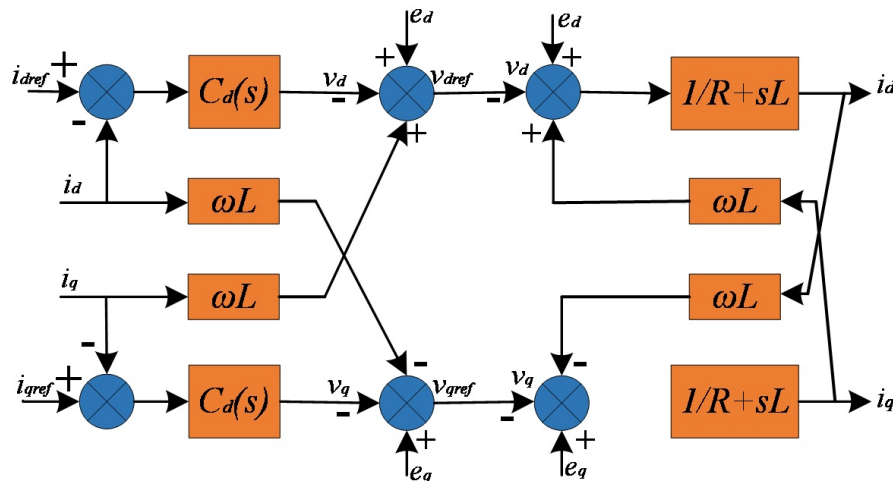 e_d e_d
i_dref + C_d(s) v_d - + v_dref v_d - + 1/R+sL i_d
- + +
i_d ωL ωL
i_q ωL ωL
- - -
i_qref + C_d(s) v_q - v_qref v_q - 1/R+sL i_q
+ +
e_q e_q